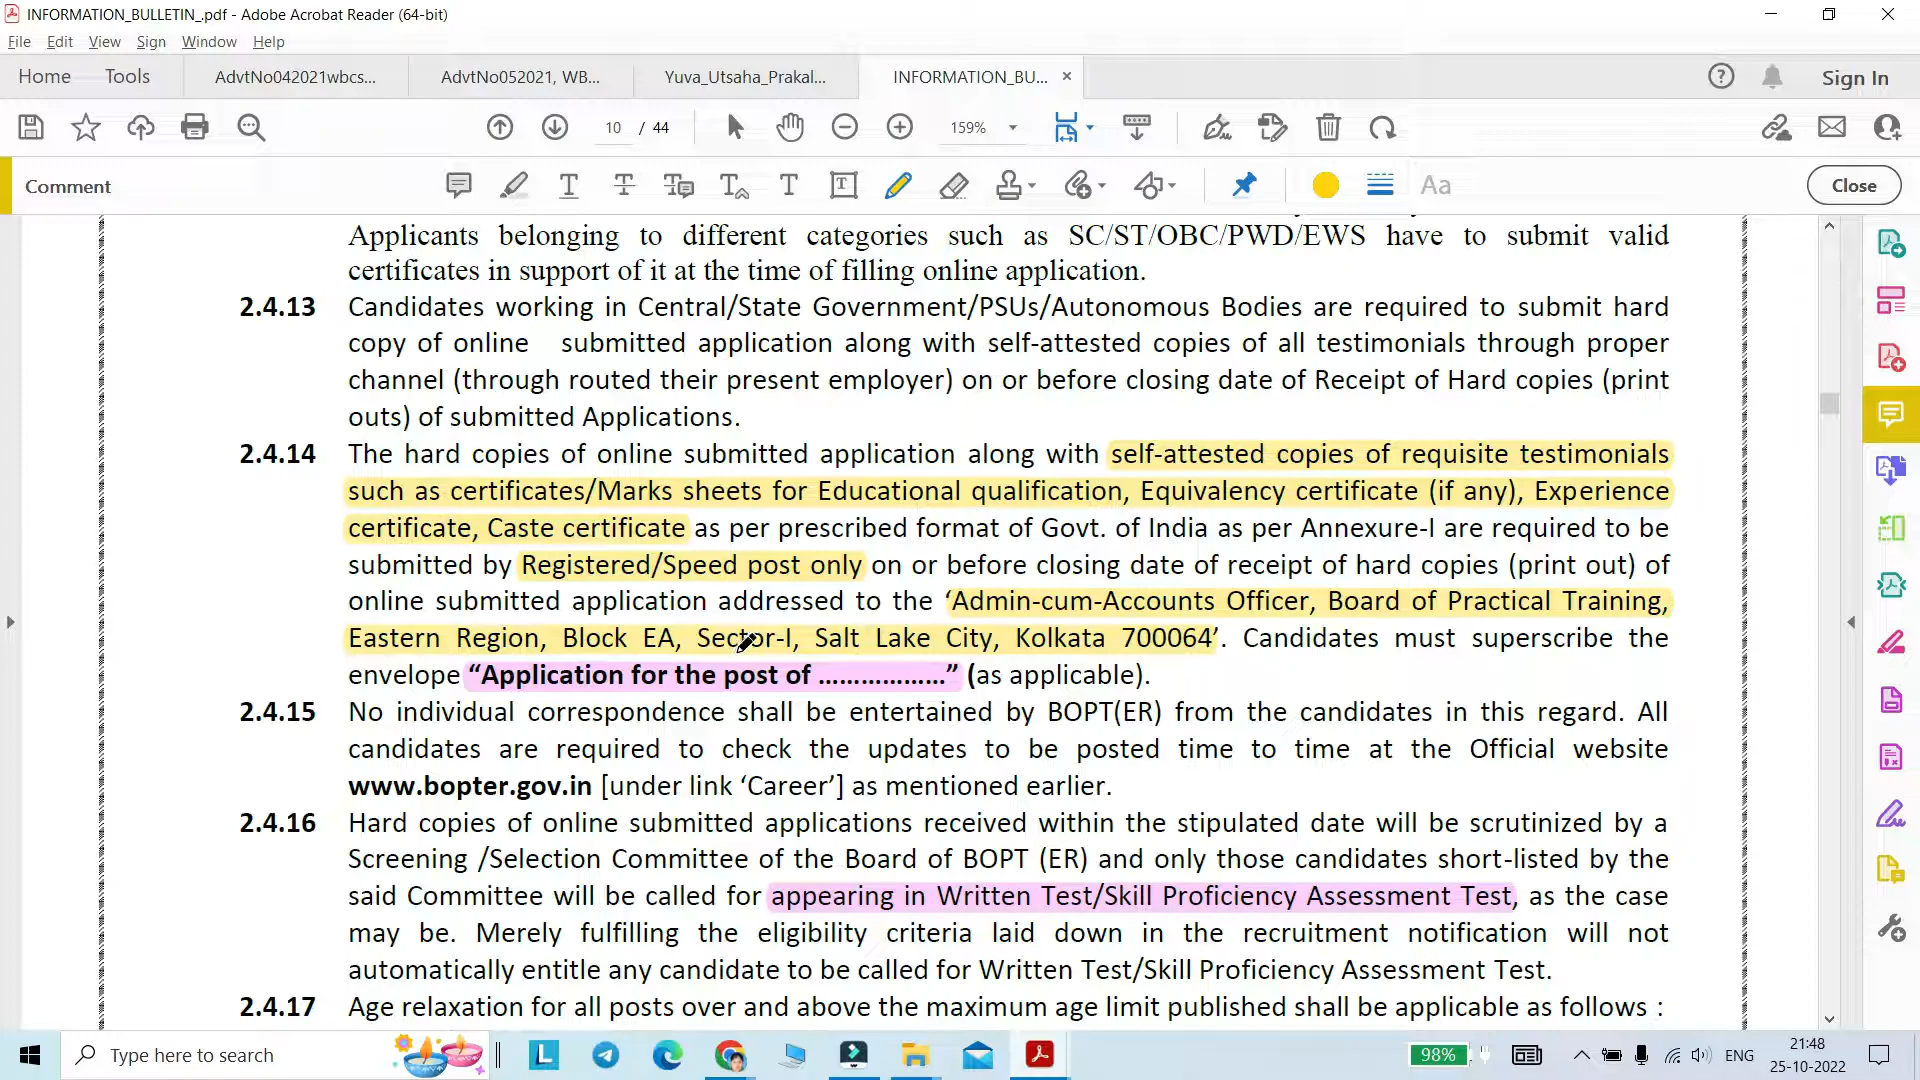 INFORMATION_BULLETIN_.pdf - Adobe Acrobat Reader (64-bit)
File Edit View Sign Window Help
Home Tools AdvtNo042021wbcs... AdvtNo052021, WB... Yuva_Utsaha_Prakal... INFORMATION_BU... × Sign In
10 / 44 159%
Comment Aa Close
Applicants belonging to different categories such as SC/ST/OBC/PWD/EWS have to submit valid
certificates in support of it at the time of filling online application.
2.4.13 Candidates working in Central/State Government/PSUs/Autonomous Bodies are required to submit hard
copy of online submitted application along with self-attested copies of all testimonials through proper
channel (through routed their present employer) on or before closing date of Receipt of Hard copies (print
outs) of submitted Applications.
2.4.14 The hard copies of online submitted application along with self-attested copies of requisite testimonials
such as certificates/Marks sheets for Educational qualification, Equivalency certificate (if any), Experience
certificate, Caste certificate as per prescribed format of Govt. of India as per Annexure-I are required to be
submitted by Registered/Speed post only on or before closing date of receipt of hard copies (print out) of
online submitted application addressed to the ‘Admin-cum-Accounts Officer, Board of Practical Training,
Eastern Region, Block EA, Sector-I, Salt Lake City, Kolkata 700064’. Candidates must superscribe the
envelope “Application for the post of ………………” (as applicable).
2.4.15 No individual correspondence shall be entertained by BOPT(ER) from the candidates in this regard. All
candidates are required to check the updates to be posted time to time at the Official website
www.bopter.gov.in [under link ‘Career’] as mentioned earlier.
2.4.16 Hard copies of online submitted applications received within the stipulated date will be scrutinized by a
Screening /Selection Committee of the Board of BOPT (ER) and only those candidates short-listed by the
said Committee will be called for appearing in Written Test/Skill Proficiency Assessment Test, as the case
may be. Merely fulfilling the eligibility criteria laid down in the recruitment notification will not
automatically entitle any candidate to be called for Written Test/Skill Proficiency Assessment Test.
2.4.17 Age relaxation for all posts over and above the maximum age limit published shall be applicable as follows :
Type here to search L 98% ENG 21:48
25-10-2022